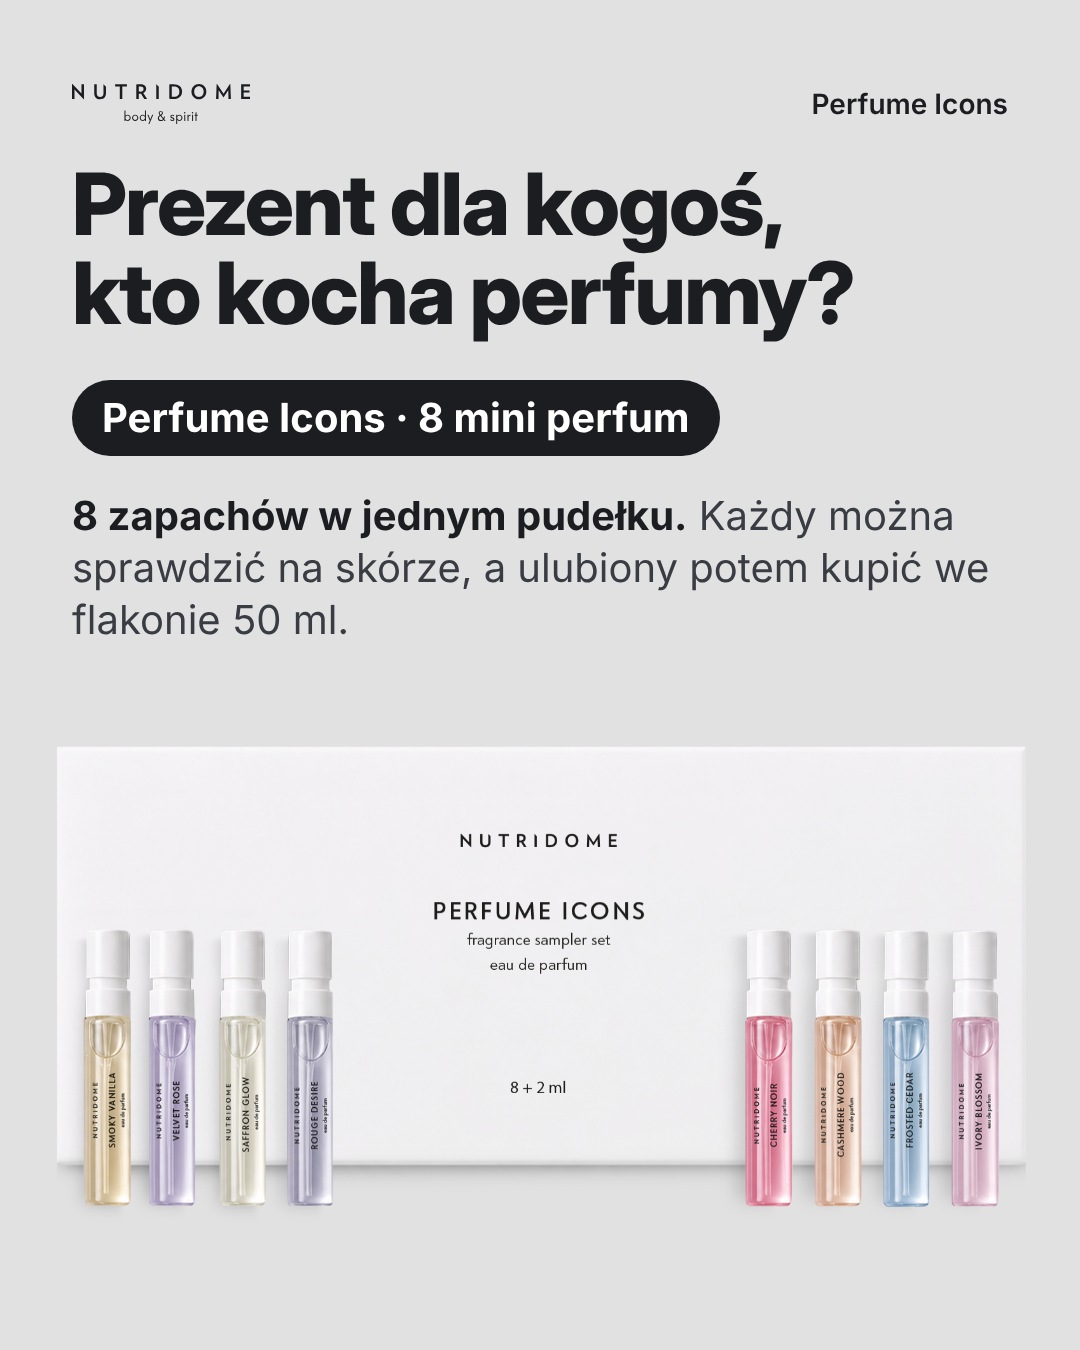 NUTRIDOME
body & spirit
Perfume Icons
Prezent dla kogoś,
kto kocha perfumy?
Perfume Icons · 8 mini perfum
8 zapachów w jednym pudełku. Każdy można
sprawdzić na skórze, a ulubiony potem kupić we
flakonie 50 ml.
NUTRIDOME
PERFUME ICONS
fragrance sampler set
eau de parfum
8 + 2 ml
NUTRIDOME
SMOKY VANILLA
eau de parfum
NUTRIDOME
VELVET ROSE
eau de parfum
NUTRIDOME
SAFFRON GLOW
eau de parfum
NUTRIDOME
ROUGE DESIRE
eau de parfum
NUTRIDOME
CHERRY NOIR
eau de parfum
NUTRIDOME
CASHMERE WOOD
eau de parfum
NUTRIDOME
FROSTED CEDAR
eau de parfum
NUTRIDOME
IVORY BLOSSOM
eau de parfum